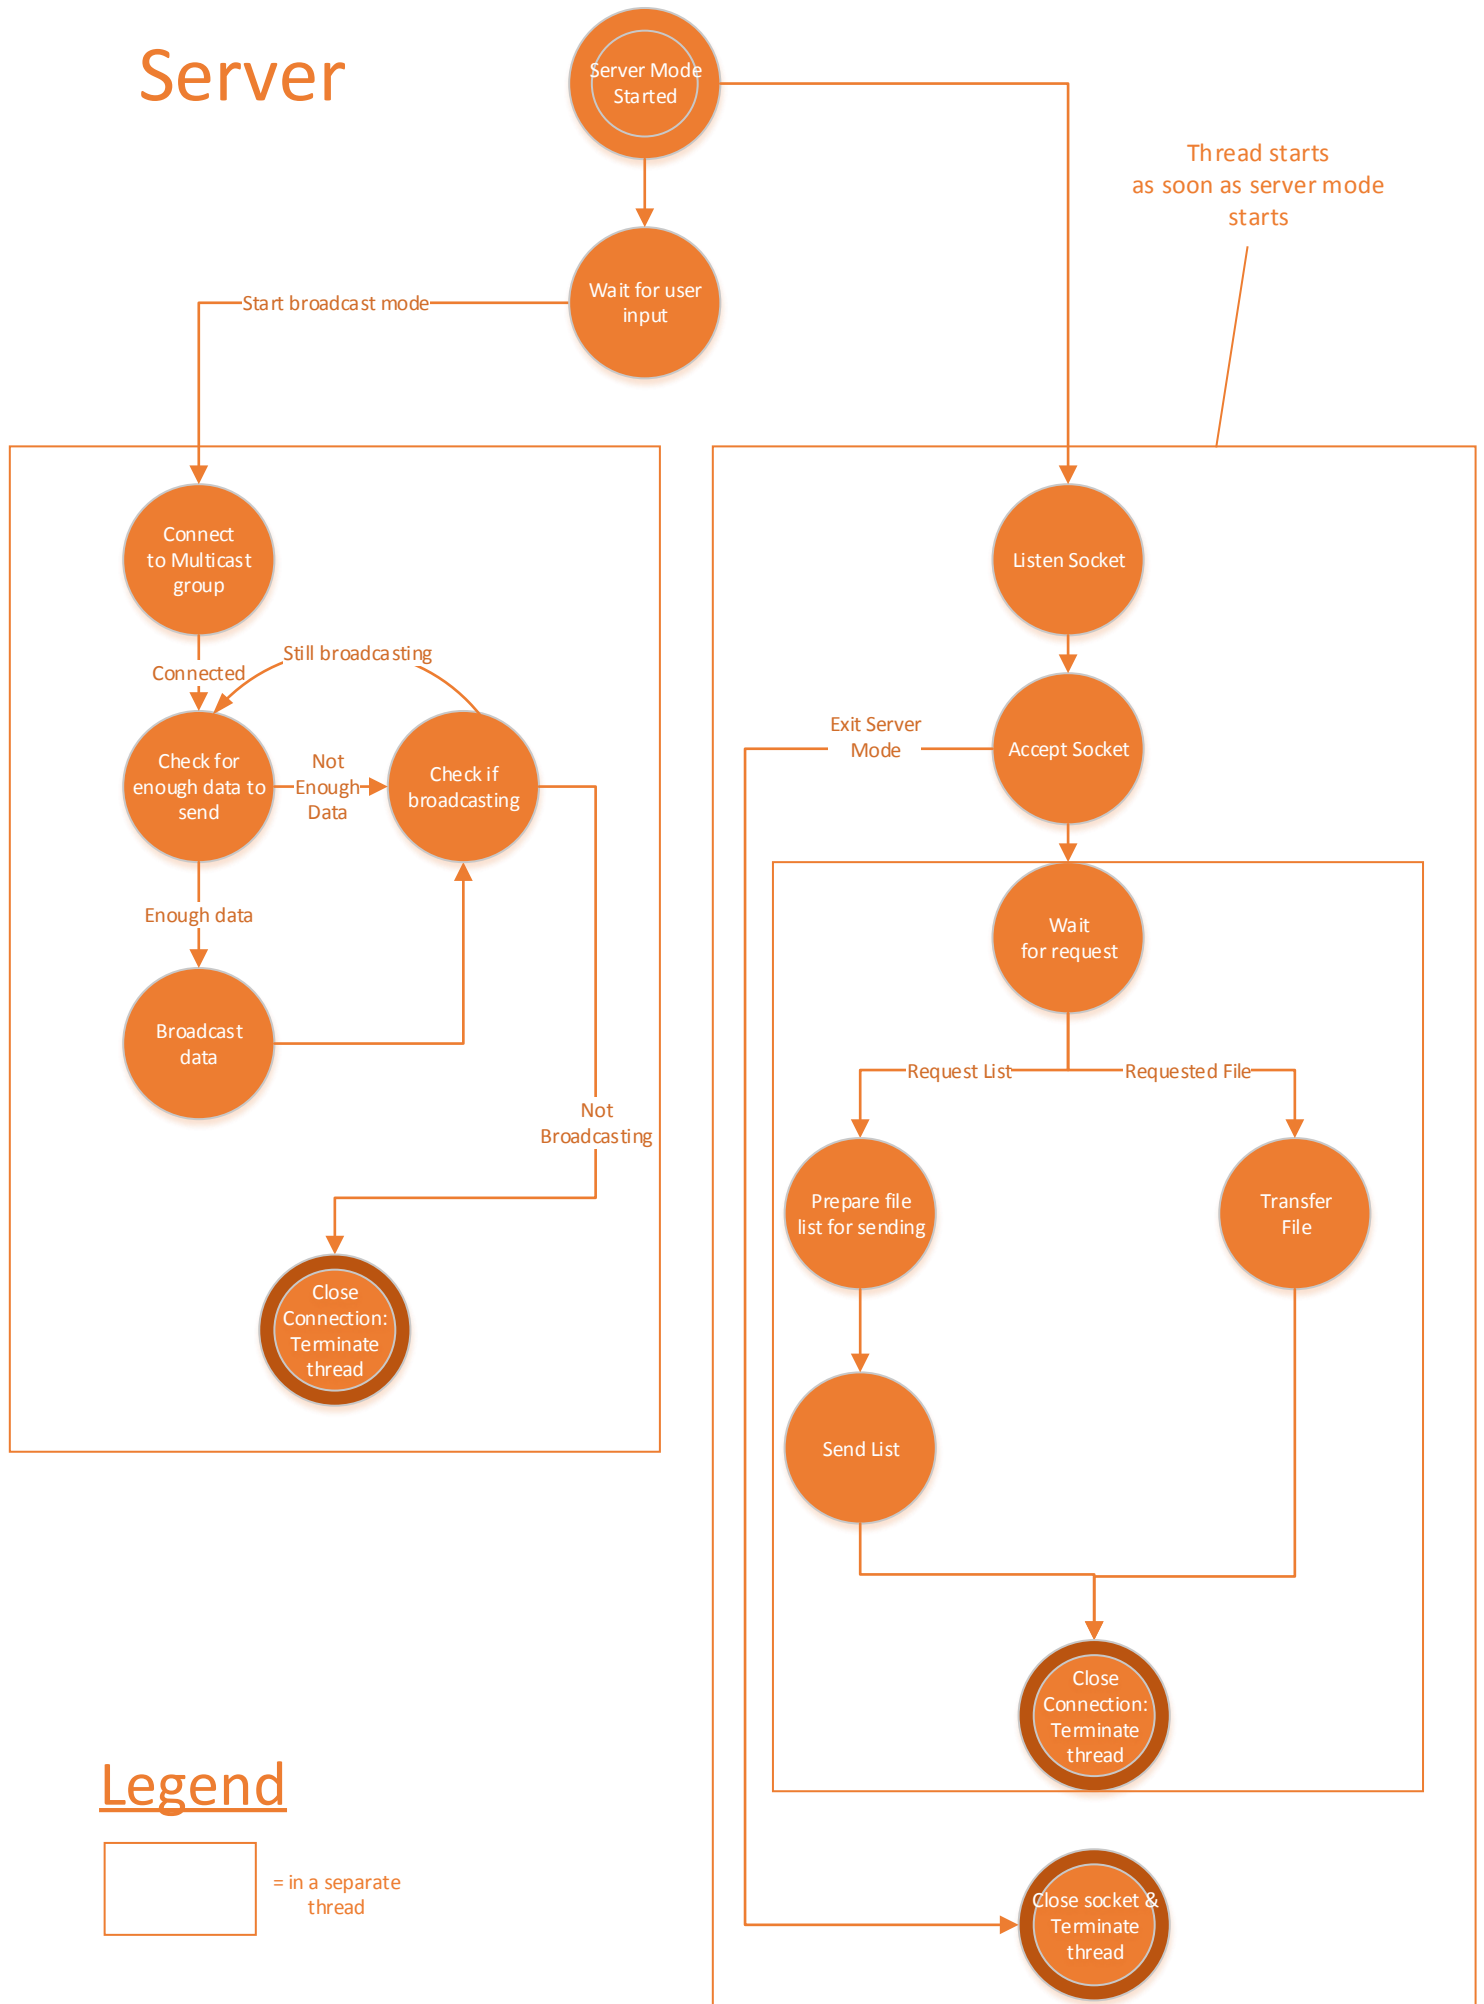 Server
Server Mode
Started
Thread starts
as soon as server mode
starts
Wait for user
input
Start broadcast mode
Connect
to Multicast
group
Listen Socket
Still broadcasting
Connected
Exit Server
Mode
Accept Socket
Check for
enough data to
send
Not
Enough
Data
Check if
broadcasting
Enough data
Wait
for request
Broadcast
data
Request List
Requested File
Not
Broadcasting
Prepare file
list for sending
Transfer
File
Close
Connection:
Terminate
thread
Send List
Close
Connection:
Terminate
thread
Legend
= in a separate
thread
Close socket &
Terminate
thread